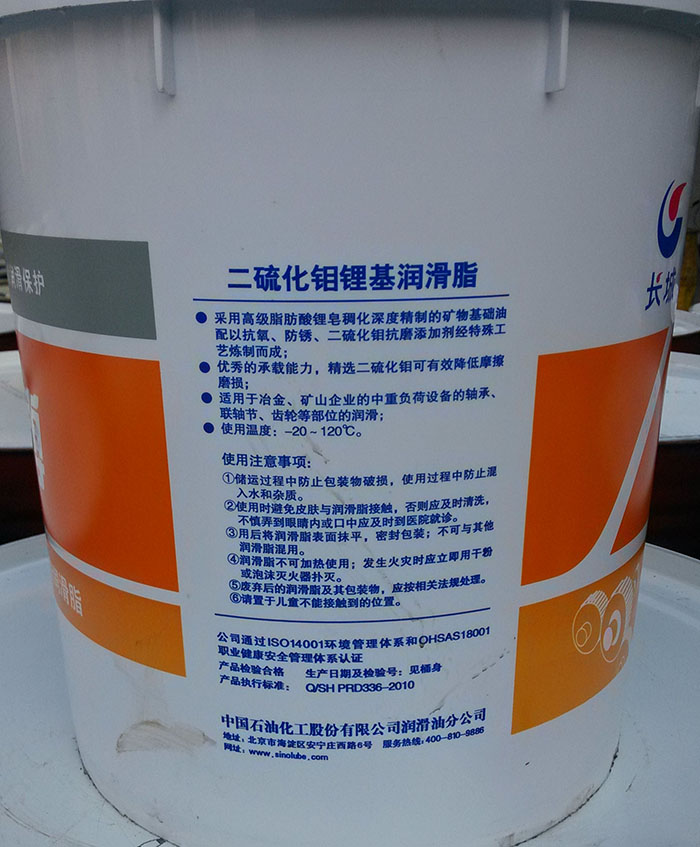 滑保护
二硫化钼锂基润滑脂
● 采用高级脂肪酸锂皂稠化深度精制的矿物基础油
配以抗氧、防锈、二硫化钼抗磨添加剂经特殊工
艺炼制而成；
● 优秀的承载能力，精选二硫化钼可有效降低摩擦
磨损；
● 适用于冶金、矿山企业的中重负荷设备的轴承、
联轴节、齿轮等部位的润滑；
● 使用温度：-20～120℃。
使用注意事项：
①储运过程中防止包装物破损，使用过程中防止混
入水和杂质。
②使用时避免皮肤与润滑脂接触，否则应及时清洗，
不慎弄到眼睛内或口中应及时到医院就诊。
③用后将润滑脂表面抹平，密封包装；不可与其他
润滑脂混用。
④润滑脂不可加热使用；发生火灾时应立即用干粉
或泡沫灭火器扑灭。
⑤废弃后的润滑脂及其包装物，应按相关法规处理。
⑥请置于儿童不能接触到的位置。
公司通过ISO14001环境管理体系和OHSAS18001
职业健康安全管理体系认证
产品检验合格 生产日期及检验号：见桶身
产品执行标准： Q/SH PRD336-2010
中国石油化工股份有限公司润滑油分公司
地址：北京市海淀区安宁庄西路6号 服务热线：400-810-9886
网址：www.sinolube.com
长城
滑脂